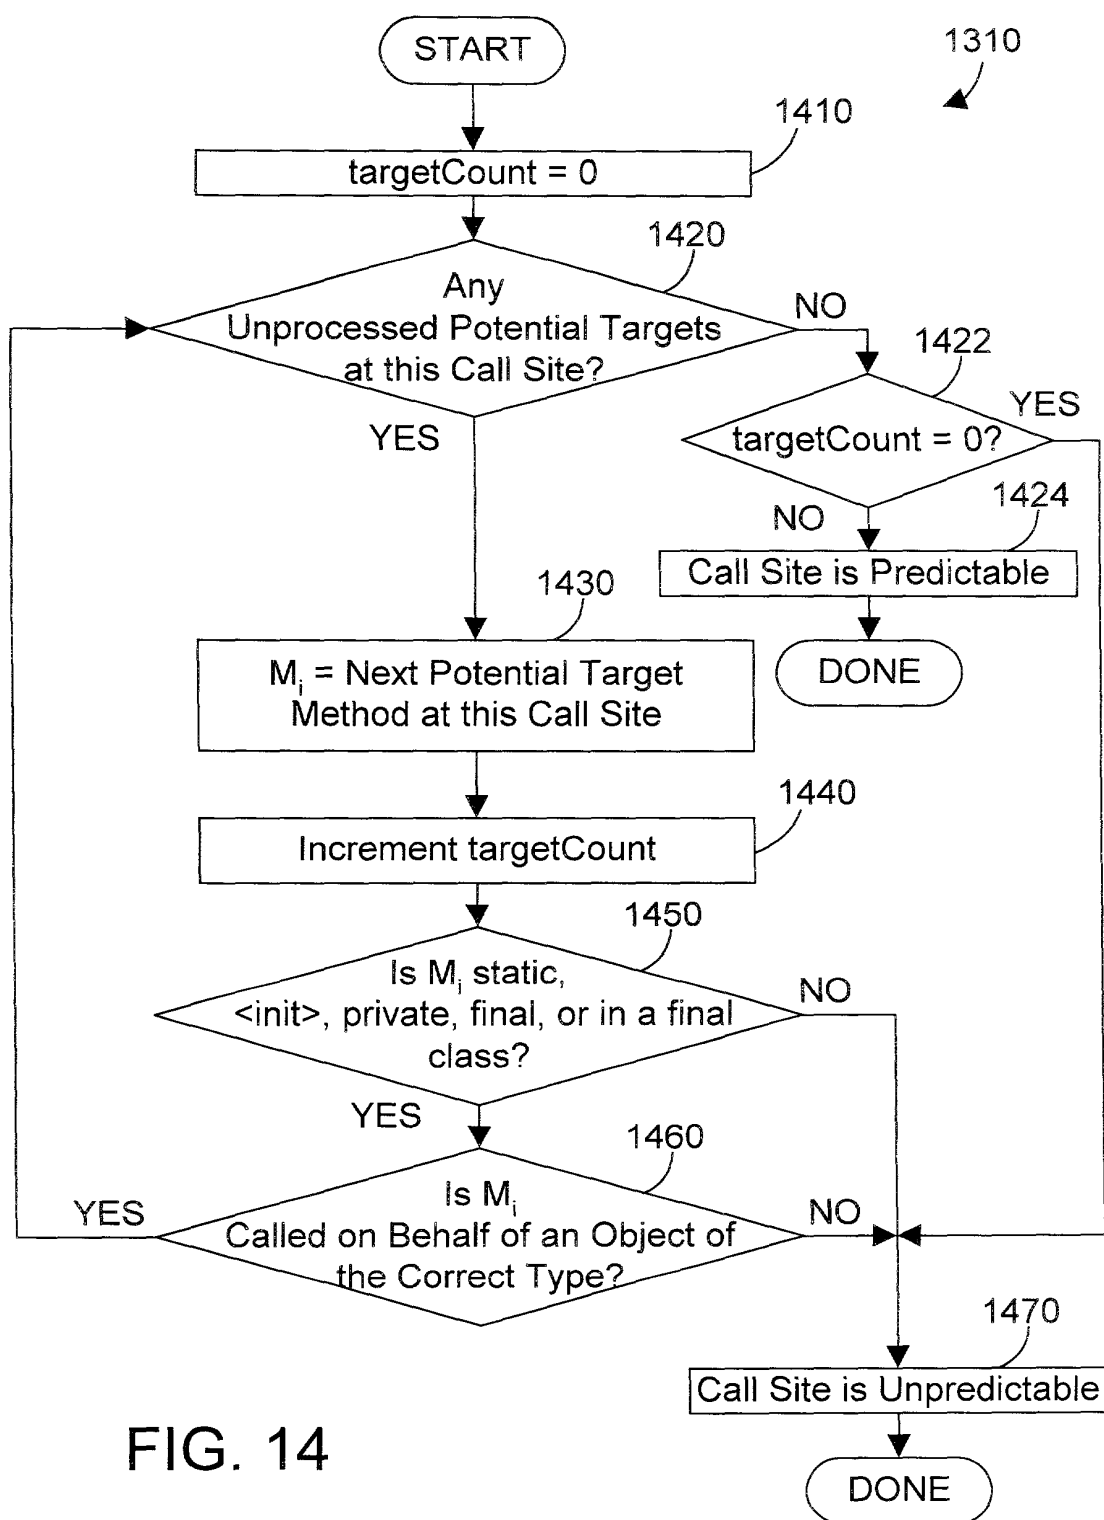 START
1310
1410
targetCount = 0
1420
Any
Unprocessed Potential Targets
at this Call Site?
NO
1422
YES
targetCount = 0?
YES
1424
NO
Call Site is Predictable
1430
DONE
Mi = Next Potential Target
Method at this Call Site
1440
Increment targetCount
1450
Is Mi static,
<init>, private, final, or in a final
class?
NO
YES
1460
YES
Is Mi
Called on Behalf of an Object of
the Correct Type?
NO
1470
Call Site is Unpredictable
FIG. 14
DONE